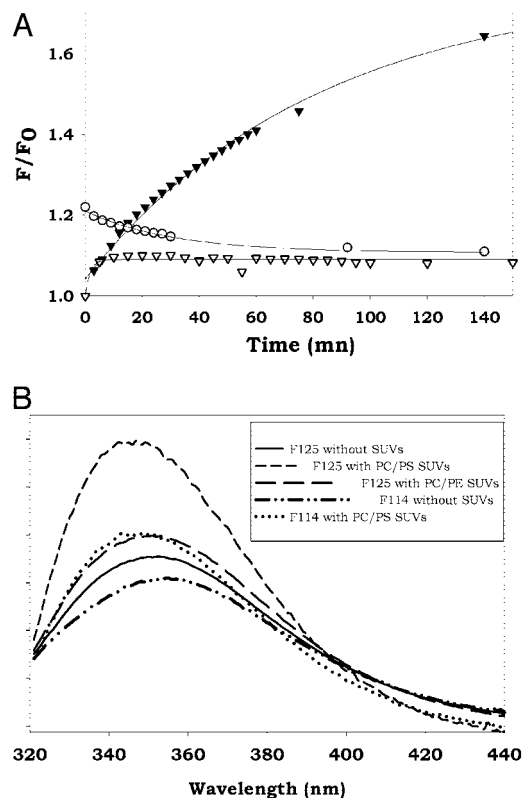 A
1.6
1.4
1.2
1.0
F/F0
0 20 40 60 80 100 120 140
Time (mn)
B
F125 without SUVs
F125 with PC/PS SUVs
F125 with PC/PE SUVs
F114 without SUVs
F114 with PC/PS SUVs
320 340 360 380 400 420 440
Wavelength (nm)